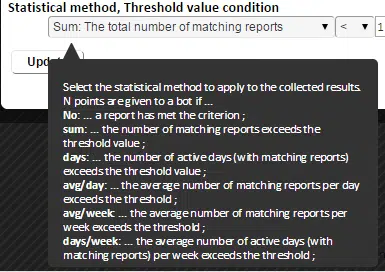 Statistical method, Threshold value condition
Sum: The total number of matching reports < 1
Select the statistical method to apply to the collected results.
N points are given to a bot if ...
No: ... a report has met the criterion ;
sum: ... the number of matching reports exceeds the
threshold value ;
days: ... the number of active days (with matching reports)
exceeds the threshold value ;
avg/day: ... the average number of matching reports per day
exceeds the threshold ;
avg/week: ... the average number of matching reports per
week exceeds the threshold ;
days/week: ... the average number of active days (with
matching reports) per week exceeds the threshold ;